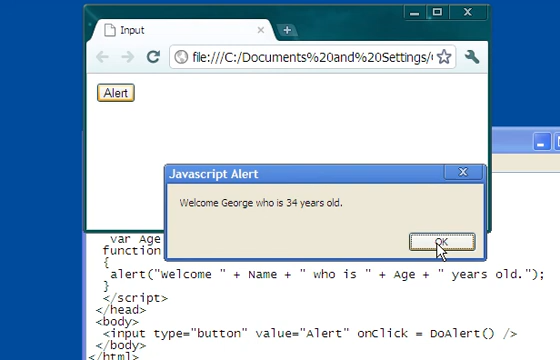 Input
file:///C:/Documents%20and%20Settings/
Alert
Javascript Alert
Welcome George who is 34 years old.
OK
var Age
function
{
alert("Welcome " + Name + " who is " + Age + " years old.");
}
</script>
</head>
<body>
<input type="button" value="Alert" onClick = DoAlert() />
</body>
</html>